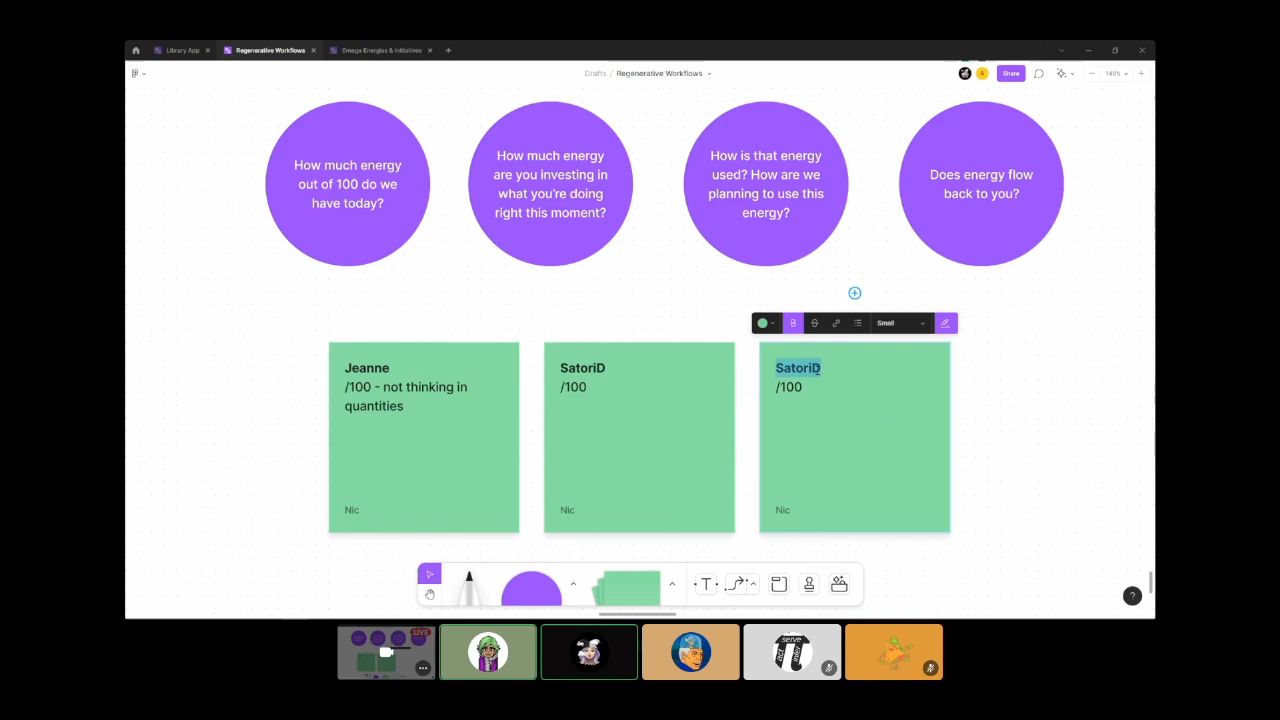 Library App
Regenerative Workflows
Omega Energies & Initiatives
Drafts / Regenerative Workflows
A
Share
149%
How much energy
out of 100 do we
have today?
How much energy
are you investing in
what you're doing
right this moment?
How is that energy
used? How are we
planning to use this
energy?
Does energy flow
back to you?
B
S
Small
Jeanne
/100 - not thinking in
quantities
Nic
SatoriD
/100
Nic
SatoriD
/100
Nic
T
?
LIVE
serve
act
enter